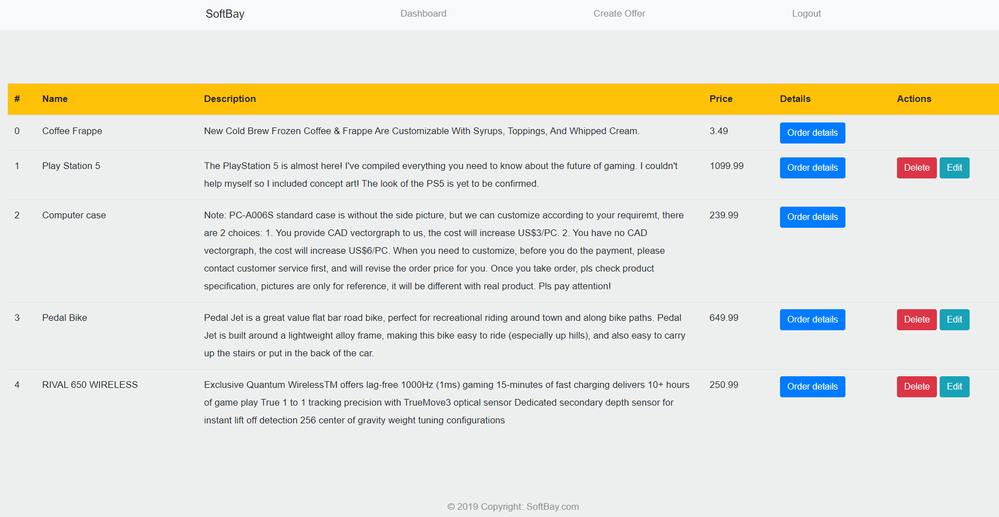 SoftBay Dashboard Create Offer Logout
# Name Description Price Details Actions
0 Coffee Frappe New Cold Brew Frozen Coffee & Frappe Are Customizable With Syrups, Toppings, And Whipped Cream. 3.49 Order details
1 Play Station 5 The PlayStation 5 is almost here! I've compiled everything you need to know about the future of gaming. I couldn't 1099.99 Order details Delete Edit
help myself so I included concept art! The look of the PS5 is yet to be confirmed.
2 Computer case Note: PC-A006S standard case is without the side picture, but we can customize according to your requiremt, there 239.99 Order details
are 2 choices: 1. You provide CAD vectorgraph to us, the cost will increase US$3/PC. 2. You have no CAD
vectorgraph, the cost will increase US$6/PC. When you need to customize, before you do the payment, please
contact customer service first, and will revise the order price for you. Once you take order, pls check product
specification, pictures are only for reference, it will be different with real product. Pls pay attention!
3 Pedal Bike Pedal Jet is a great value flat bar road bike, perfect for recreational riding around town and along bike paths. Pedal 649.99 Order details Delete Edit
Jet is built around a lightweight alloy frame, making this bike easy to ride (especially up hills), and also easy to carry
up the stairs or put in the back of the car.
4 RIVAL 650 WIRELESS Exclusive Quantum WirelessTM offers lag-free 1000Hz (1ms) gaming 15-minutes of fast charging delivers 10+ hours 250.99 Order details Delete Edit
of game play True 1 to 1 tracking precision with TrueMove3 optical sensor Dedicated secondary depth sensor for
instant lift off detection 256 center of gravity weight tuning configurations
© 2019 Copyright: SoftBay.com